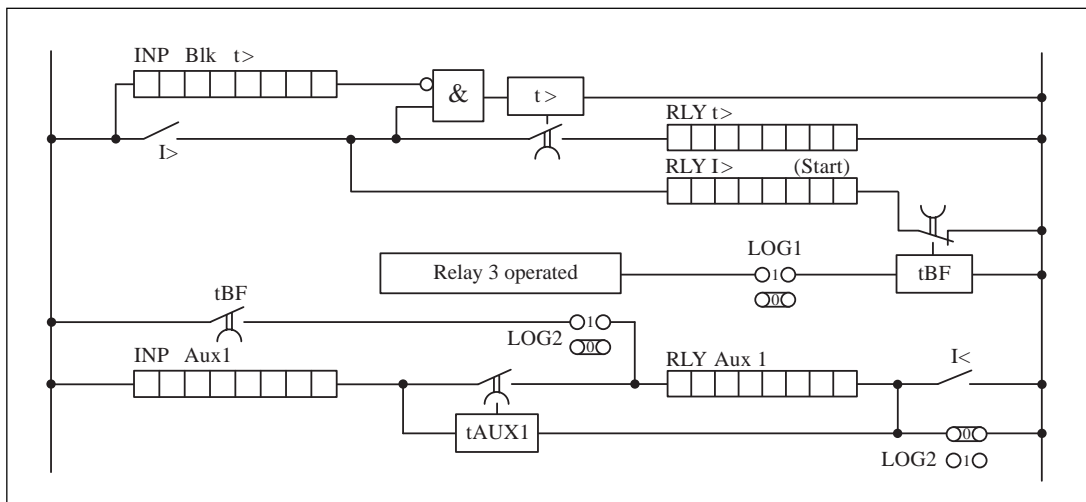 INP Blk t>
&
t>
RLY t>
I>
RLY I> (Start)
LOG1
Relay 3 operated
1
tBF
0
tBF
1
LOG2
0
INP Aux1
RLY Aux 1
I<
tAUX1
0
LOG2
1